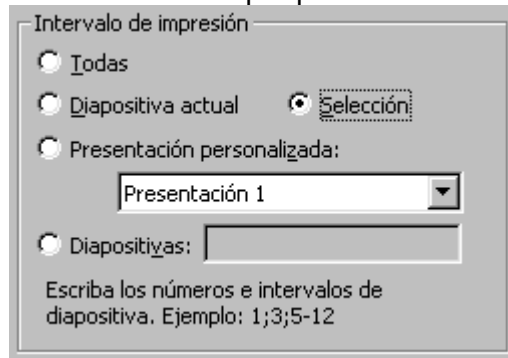 Intervalo de impresión
Todas
Diapositiva actual Selección
Presentación personalizada:
Presentación 1
Diapositivas:
Escriba los números e intervalos de
diapositiva. Ejemplo: 1;3;5-12